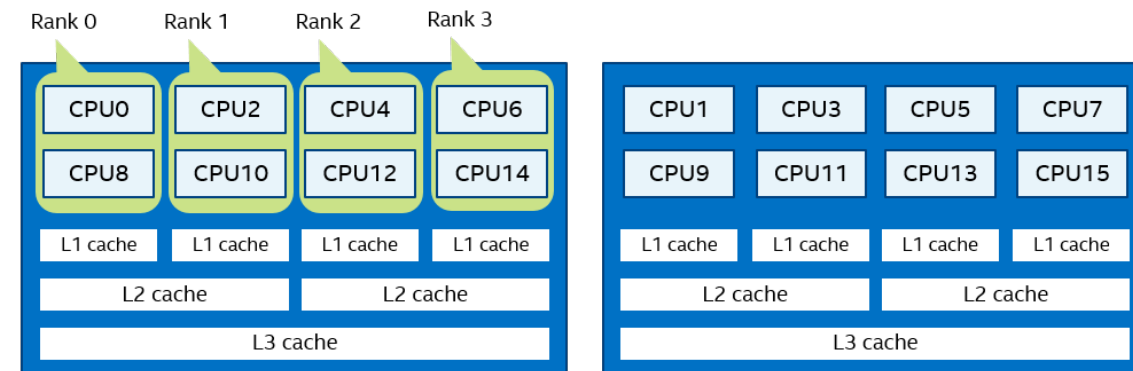 Rank 0 Rank 1 Rank 2 Rank 3
CPU0 CPU2 CPU4 CPU6 CPU1 CPU3 CPU5 CPU7
CPU8 CPU10 CPU12 CPU14 CPU9 CPU11 CPU13 CPU15
L1 cache L1 cache L1 cache L1 cache L1 cache L1 cache L1 cache L1 cache
L2 cache L2 cache L2 cache L2 cache
L3 cache L3 cache